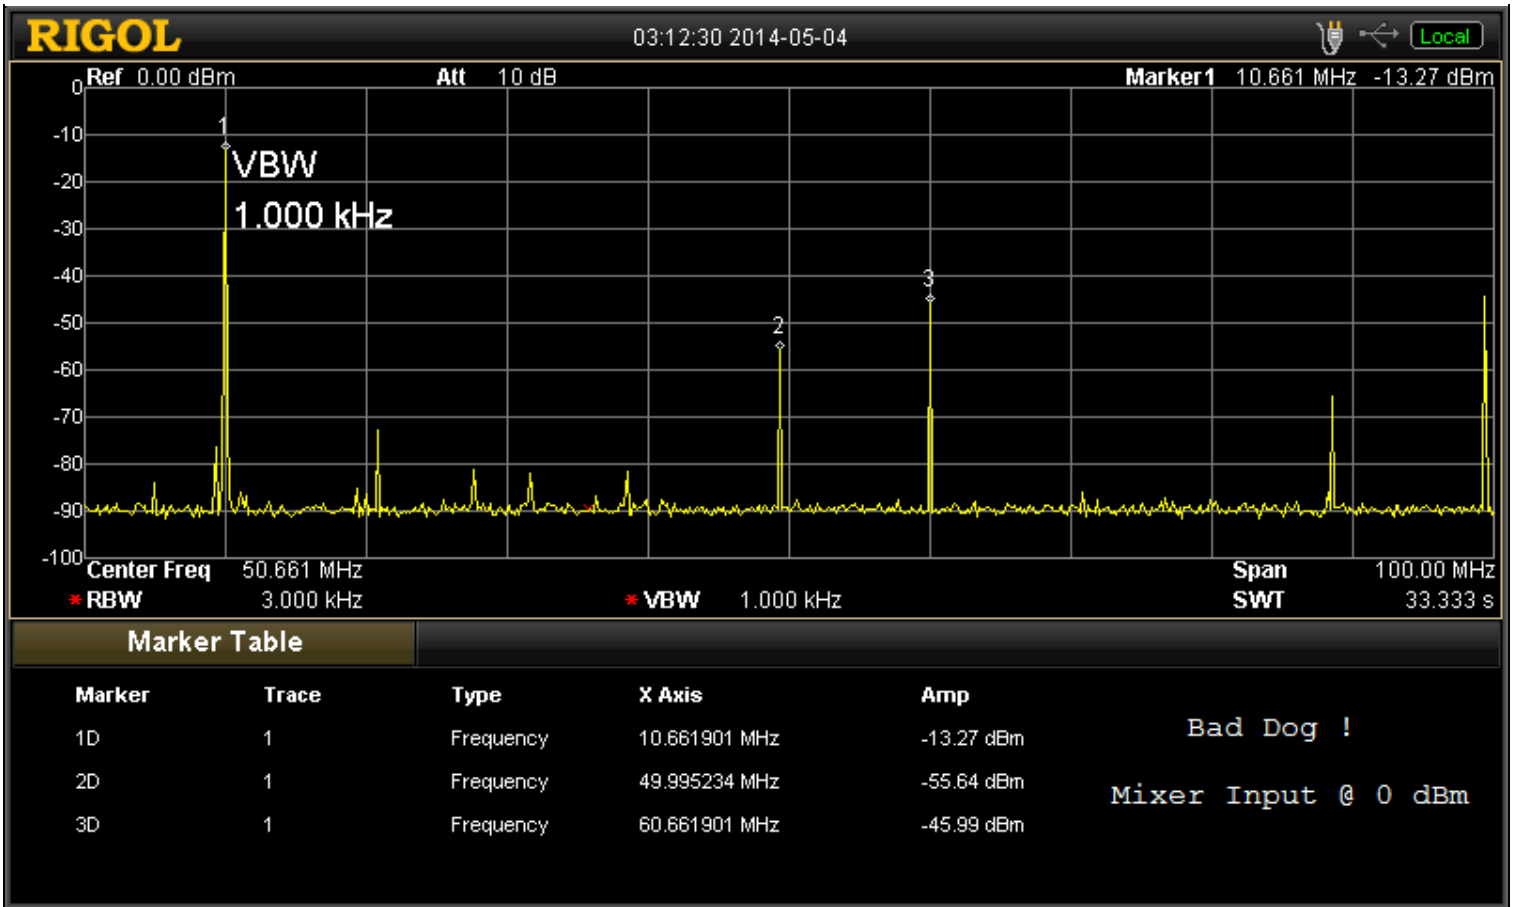 RIGOL 03:12:30 2014-05-04 Local
Ref 0.00 dBm Att 10 dB Marker1 10.661 MHz -13.27 dBm
0
-10
-20
-30
-40
-50
-60
-70
-80
-90
-100
1
VBW
1.000 kHz
2
3
Center Freq 50.661 MHz Span 100.00 MHz
* RBW 3.000 kHz * VBW 1.000 kHz SWT 33.333 s
Marker Table
Marker Trace Type X Axis Amp
1D 1 Frequency 10.661901 MHz -13.27 dBm
2D 1 Frequency 49.995234 MHz -55.64 dBm
3D 1 Frequency 60.661901 MHz -45.99 dBm
Bad Dog !
Mixer Input @ 0 dBm